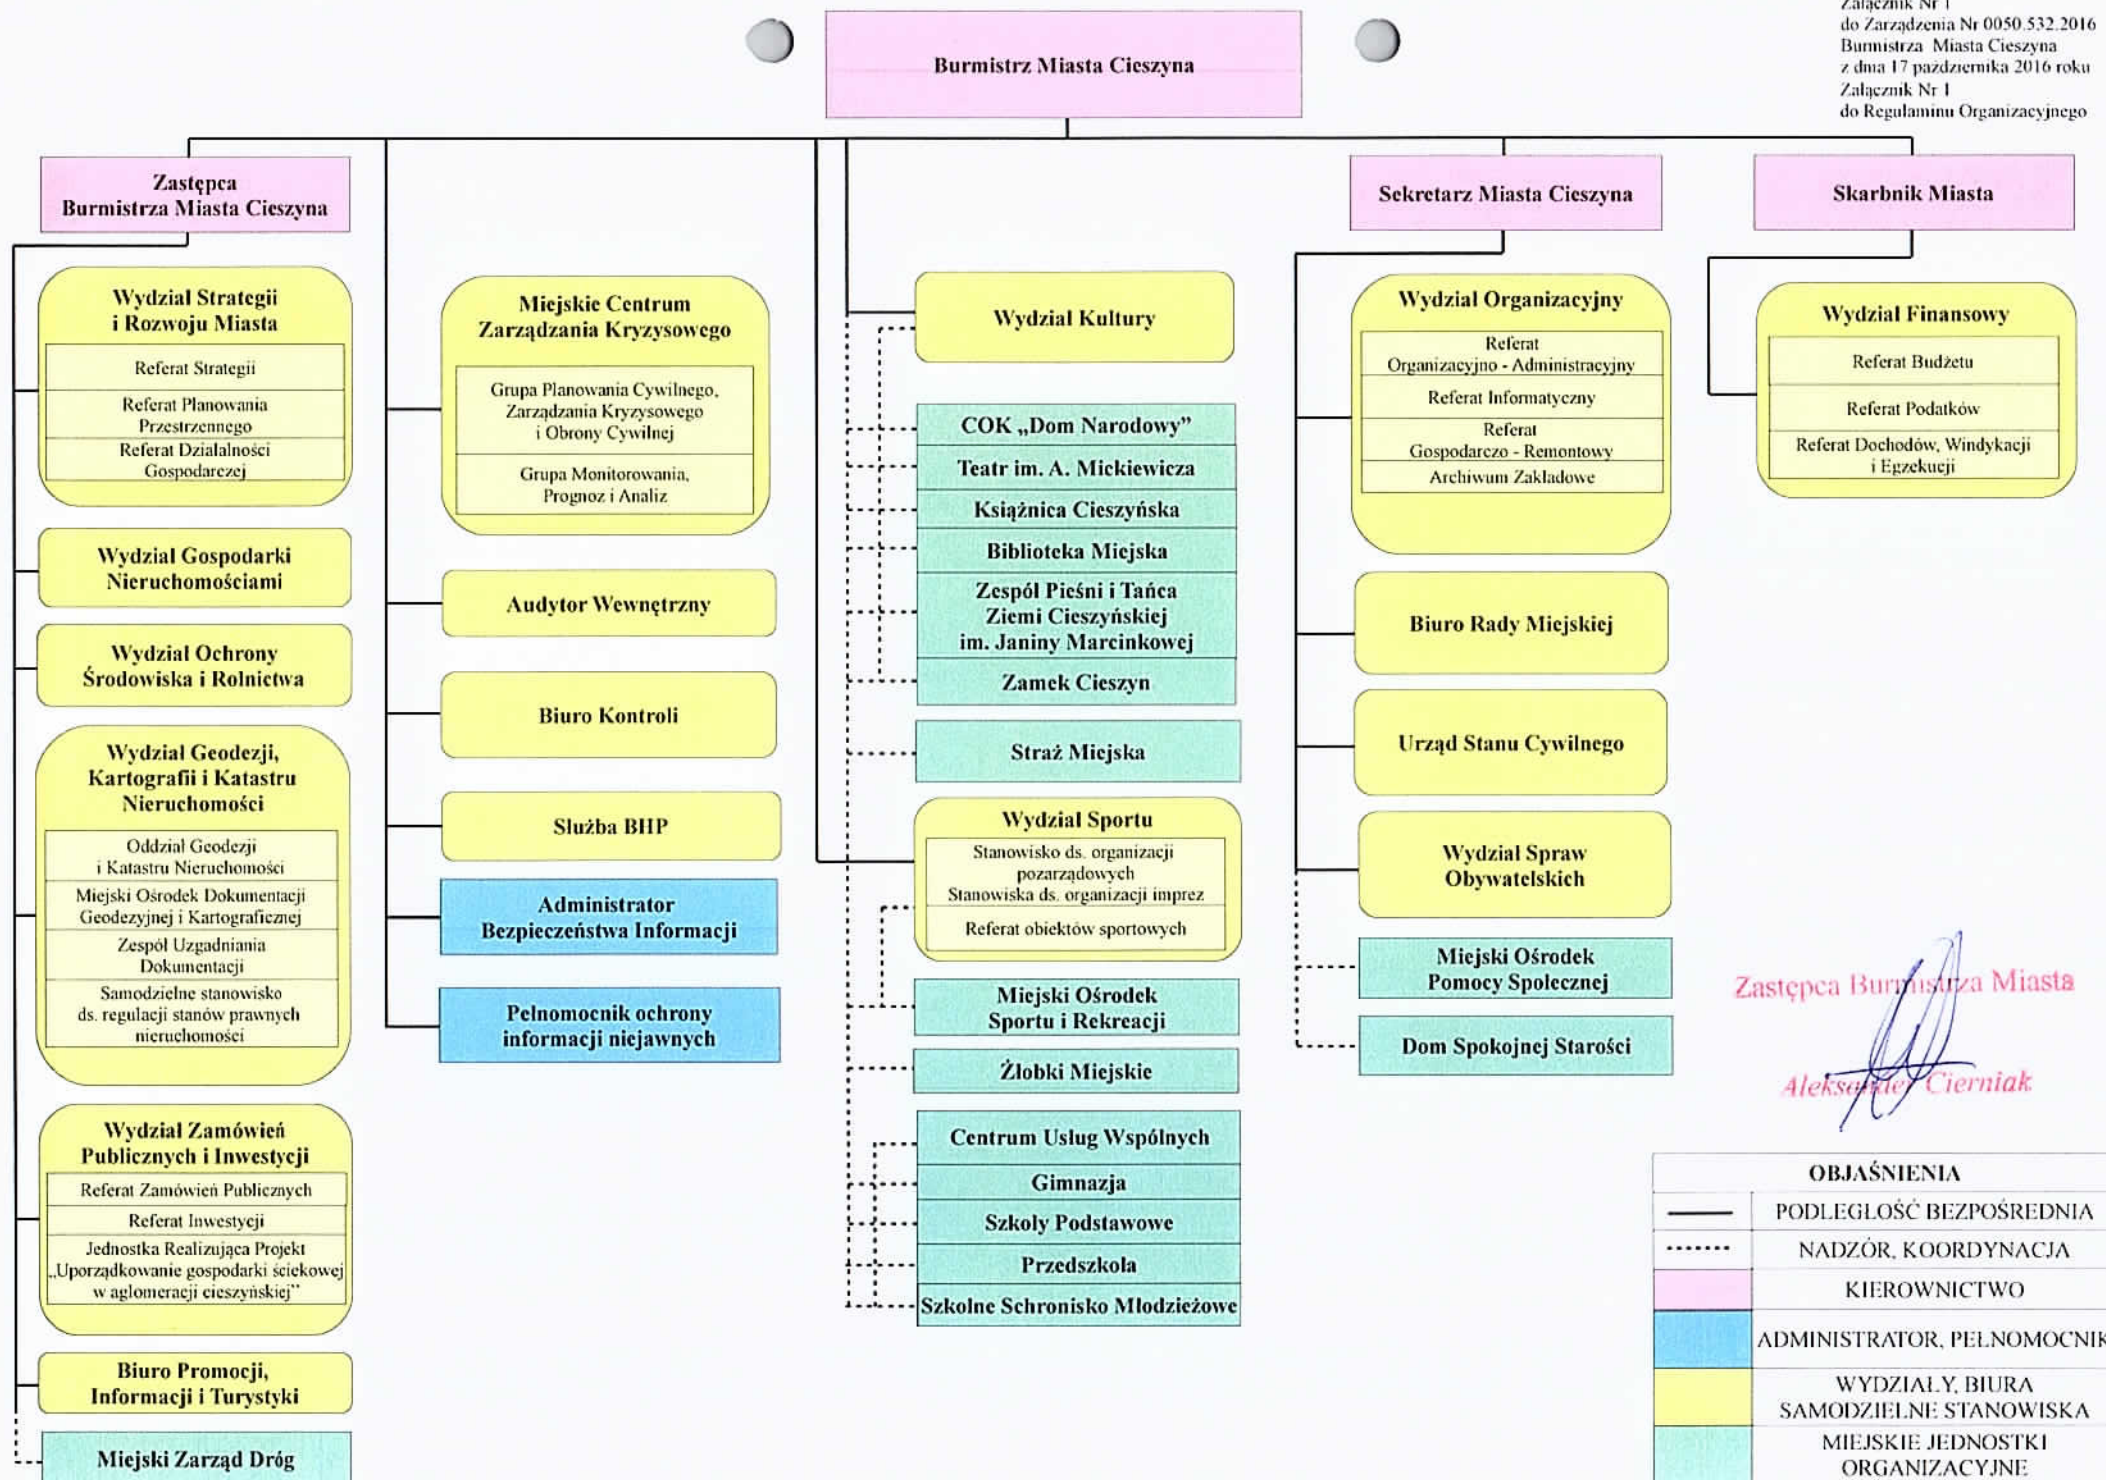 Załącznik Nr 1
do Zarządzenia Nr 0050.532.2016
Burmistrza Miasta Cieszyna
z dnia 17 października 2016 roku
Załącznik Nr 1
do Regulaminu Organizacyjnego
Burmistrz Miasta Cieszyna
Zastępca
Burmistrza Miasta Cieszyna
Sekretarz Miasta Cieszyna
Skarbnik Miasta
Wydział Strategii
i Rozwoju Miasta
Referat Strategii
Referat Planowania
Przestrzennego
Referat Działalności
Gospodarczej
Wydział Gospodarki
Nieruchomościami
Wydział Ochrony
Środowiska i Rolnictwa
Wydział Geodezji,
Kartografii i Katastru
Nieruchomości
Oddział Geodezji
i Katastru Nieruchomości
Miejski Ośrodek Dokumentacji
Geodezyjnej i Kartograficznej
Zespół Uzgadniania
Dokumentacji
Samodzielne stanowisko
ds. regulacji stanów prawnych
nieruchomości
Wydział Zamówień
Publicznych i Inwestycji
Referat Zamówień Publicznych
Referat Inwestycji
Jednostka Realizująca Projekt
„Uporządkowanie gospodarki ściekowej
w aglomeracji cieszyńskiej”
Biuro Promocji,
Informacji i Turystyki
Miejski Zarząd Dróg
Miejskie Centrum
Zarządzania Kryzysowego
Grupa Planowania Cywilnego,
Zarządzania Kryzysowego
i Obrony Cywilnej
Grupa Monitorowania,
Prognoz i Analiz
Audytor Wewnętrzny
Biuro Kontroli
Służba BHP
Administrator
Bezpieczeństwa Informacji
Pełnomocnik ochrony
informacji niejawnych
Wydział Kultury
COK „Dom Narodowy”
Teatr im. A. Mickiewicza
Książnica Cieszyńska
Biblioteka Miejska
Zespół Pieśni i Tańca
Ziemi Cieszyńskiej
im. Janiny Marcinkowej
Zamek Cieszyn
Straż Miejska
Wydział Sportu
Stanowisko ds. organizacji
pozarządowych
Stanowiska ds. organizacji imprez
Referat obiektów sportowych
Miejski Ośrodek
Sportu i Rekreacji
Żłobki Miejskie
Centrum Usług Wspólnych
Gimnazja
Szkoły Podstawowe
Przedszkola
Szkolne Schronisko Młodzieżowe
Wydział Organizacyjny
Referat
Organizacyjno - Administracyjny
Referat Informatyczny
Referat
Gospodarczo - Remontowy
Archiwum Zakładowe
Biuro Rady Miejskiej
Urząd Stanu Cywilnego
Wydział Spraw
Obywatelskich
Miejski Ośrodek
Pomocy Społecznej
Dom Spokojnej Starości
Wydział Finansowy
Referat Budżetu
Referat Podatków
Referat Dochodów, Windykacji
i Egzekucji
Zastępca Burmistrza Miasta
Aleksander Cierniak
OBJAŚNIENIA
PODLEGŁOŚĆ BEZPOŚREDNIA
NADZÓR, KOORDYNACJA
KIEROWNICTWO
ADMINISTRATOR, PEŁNOMOCNIK
WYDZIAŁY, BIURA
SAMODZIELNE STANOWISKA
MIEJSKIE JEDNOSTKI
ORGANIZACYJNE